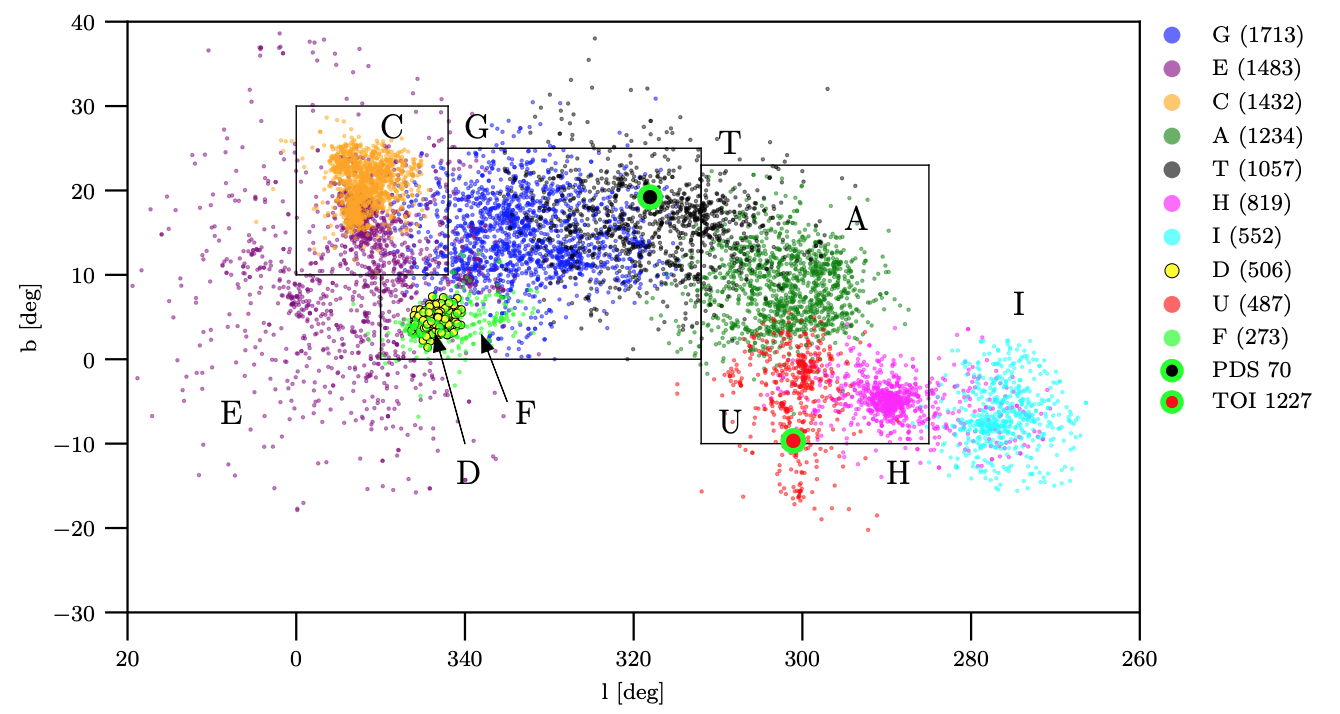 40
30
20
10
0
−10
−20
−30
b [deg]
20
0
340
320
300
280
260
l [deg]
C
G
T
A
I
E
F
D
U
H
G (1713)
E (1483)
C (1432)
A (1234)
T (1057)
H (819)
I (552)
D (506)
U (487)
F (273)
PDS 70
TOI 1227